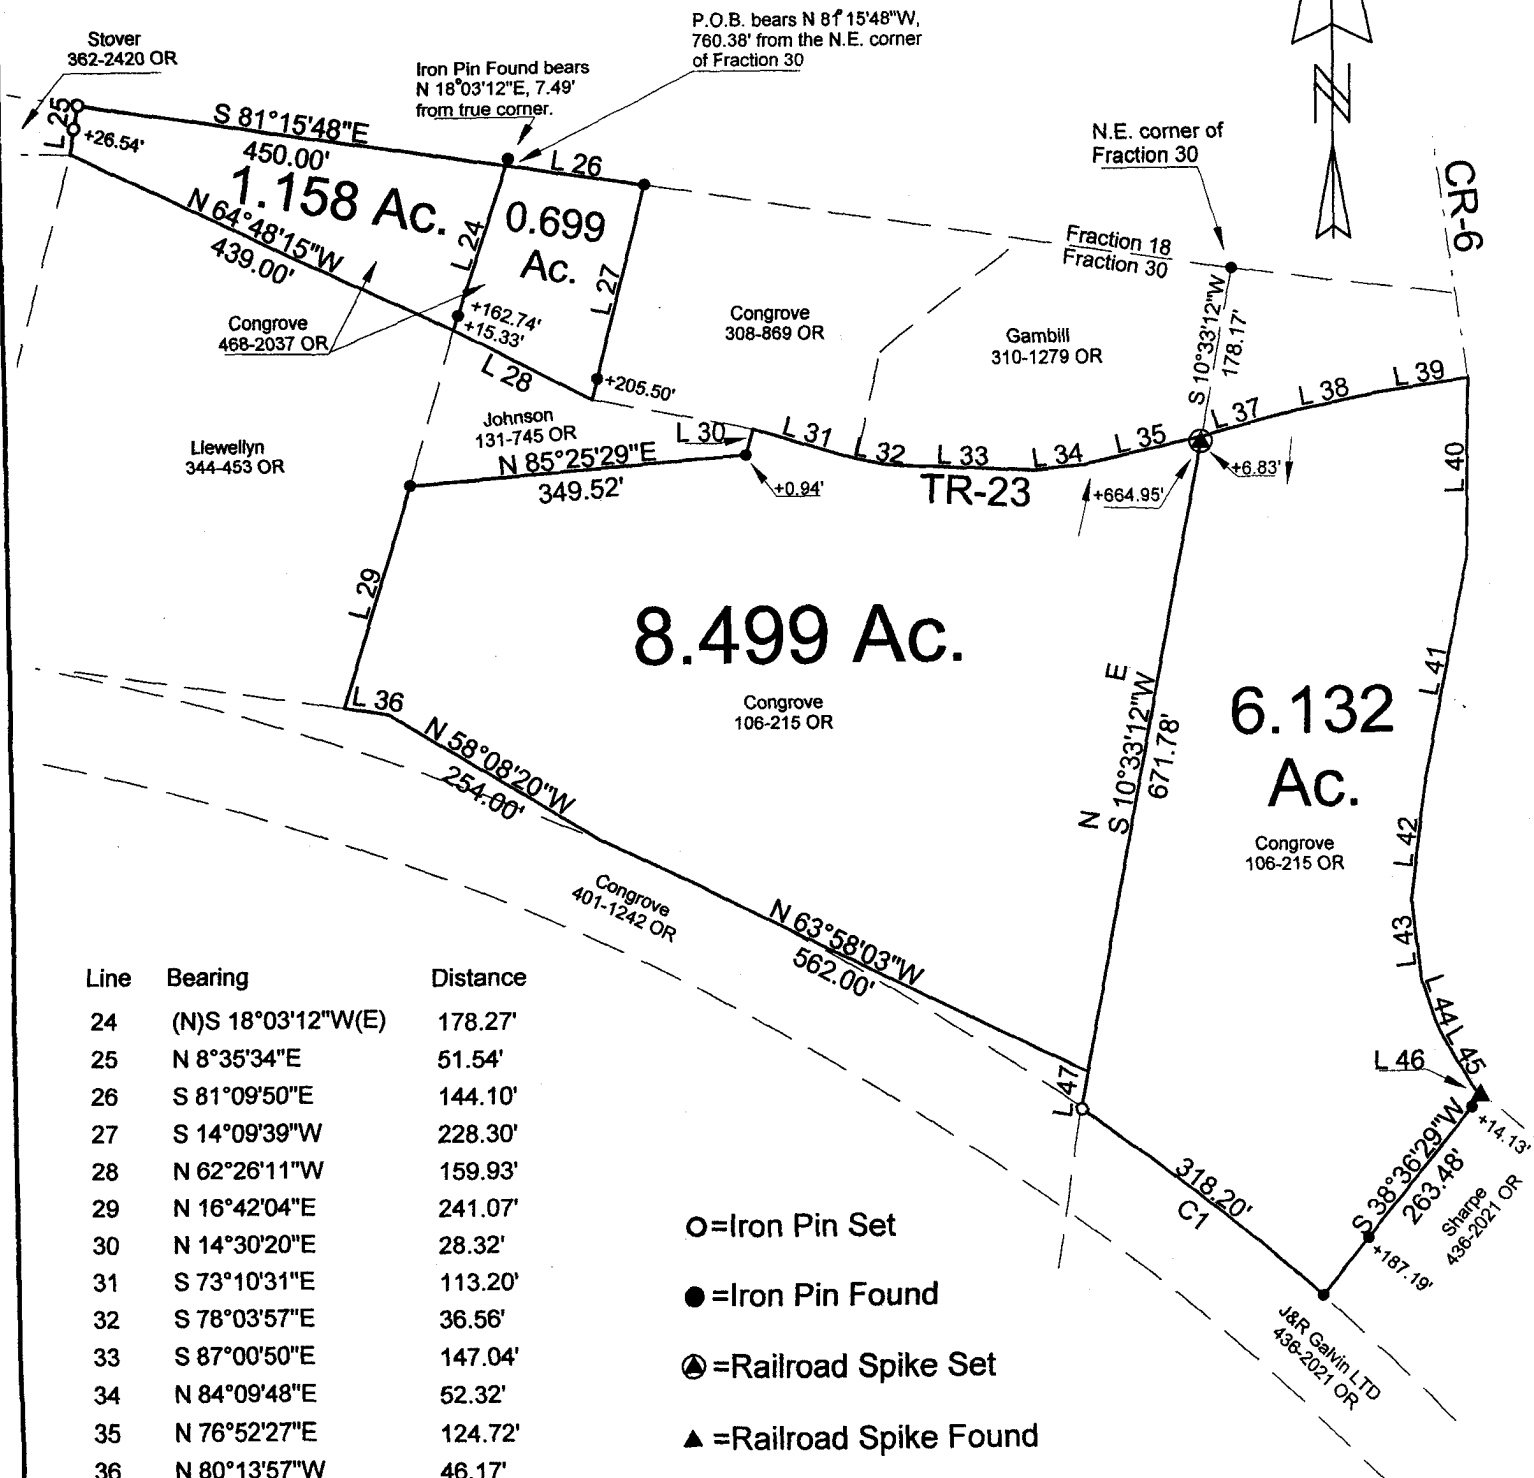 Stover
362-2420 OR
Iron Pin Found bears
N 18°03'12"E, 7.49'
from true corner.
P.O.B. bears N 81°15'48"W,
760.38' from the N.E. corner
of Fraction 30
N
N.E. corner of
Fraction 30
CR-6
L 25
+26.54'
S 81°15'48"E
450.00'
1.158 Ac.
N 64°48'15"W
439.00'
L 26
L 24
0.699
Ac.
L 27
+162.74'
+15.33'
Congrove
468-2037 OR
L 28
+205.50'
Congrove
308-869 OR
Fraction 18
Fraction 30
Gambill
310-1279 OR
S 10°33'12"W
178.17'
Llewellyn
344-453 OR
Johnson
131-745 OR
N 85°25'29"E
349.52'
L 30
+0.94'
L 31
L 32
L 33
L 34
L 35
TR-23
L 37
L 38
L 39
+664.95'
+6.83'
L 40
L 29
8.499 Ac.
Congrove
106-215 OR
N E
S 10°33'12"W
671.78'
6.132
Ac.
Congrove
106-215 OR
L 41
L 42
L 43
L 44
L 45
L 46
L 36
N 58°08'20"W
254.00'
Congrove
401-1242 OR
N 63°58'03"W
562.00'
L 47
318.20'
C1
S 38°36'29"W
263.48'
+14.13'
+187.19'
Sharpe
436-2021 OR
J&R Galvin LTD
436-2021 OR
Line Bearing Distance
24 (N)S 18°03'12"W(E) 178.27'
25 N 8°35'34"E 51.54'
26 S 81°09'50"E 144.10'
27 S 14°09'39"W 228.30'
28 N 62°26'11"W 159.93'
29 N 16°42'04"E 241.07'
30 N 14°30'20"E 28.32'
31 S 73°10'31"E 113.20'
32 S 78°03'57"E 36.56'
33 S 87°00'50"E 147.04'
34 N 84°09'48"E 52.32'
35 N 76°52'27"E 124.72'
36 N 80°13'57"W 46.17'
=Iron Pin Set
=Iron Pin Found
=Railroad Spike Set
=Railroad Spike Found